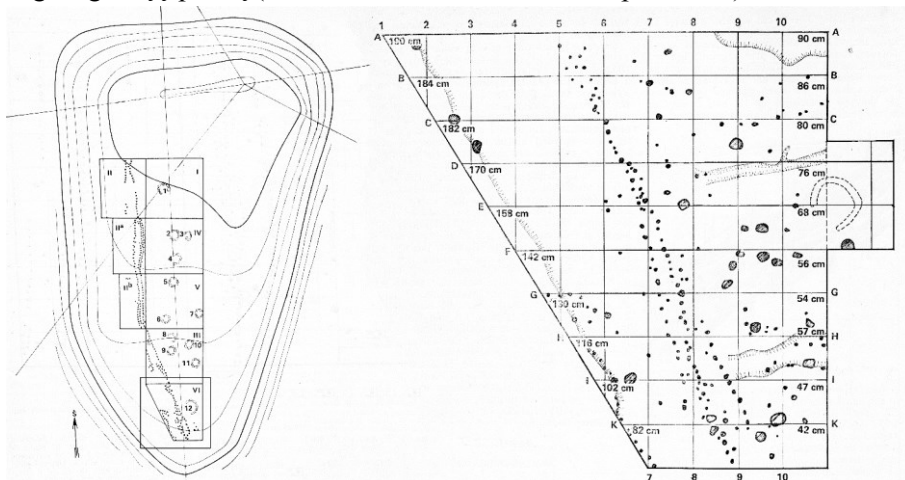 II I
1
IIa 2 3 IV
4
5 V
IIb
6 7
8 III
9 10
11
VI
12
1 2 3 4 5 6 7 8 9 10
A 190 cm 90 cm A
B 184 cm 86 cm B
C 182 cm 80 cm C
D 170 cm 76 cm
E 158 cm 68 cm
F 142 cm 56 cm
G 130 cm 54 cm G
118 cm 57 cm H
I 102 cm 47 cm I
K 82 cm 42 cm K
7 8 9 10